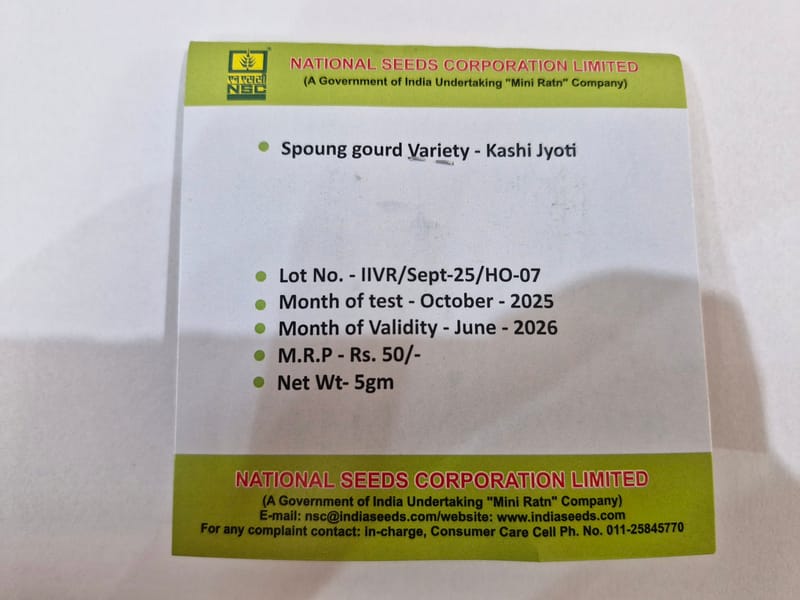 एन एस सी
NSC
NATIONAL SEEDS CORPORATION LIMITED
(A Government of India Undertaking "Mini Ratn" Company)
Spoung gourd Variety - Kashi Jyoti
Lot No. - IIVR/Sept-25/HO-07
Month of test - October - 2025
Month of Validity - June - 2026
M.R.P - Rs. 50/-
Net Wt- 5gm
NATIONAL SEEDS CORPORATION LIMITED
(A Government of India Undertaking "Mini Ratn" Company)
E-mail: nsc@indiaseeds.com/website: www.indiaseeds.com
For any complaint contact: in-charge, Consumer Care Cell Ph. No. 011-25845770